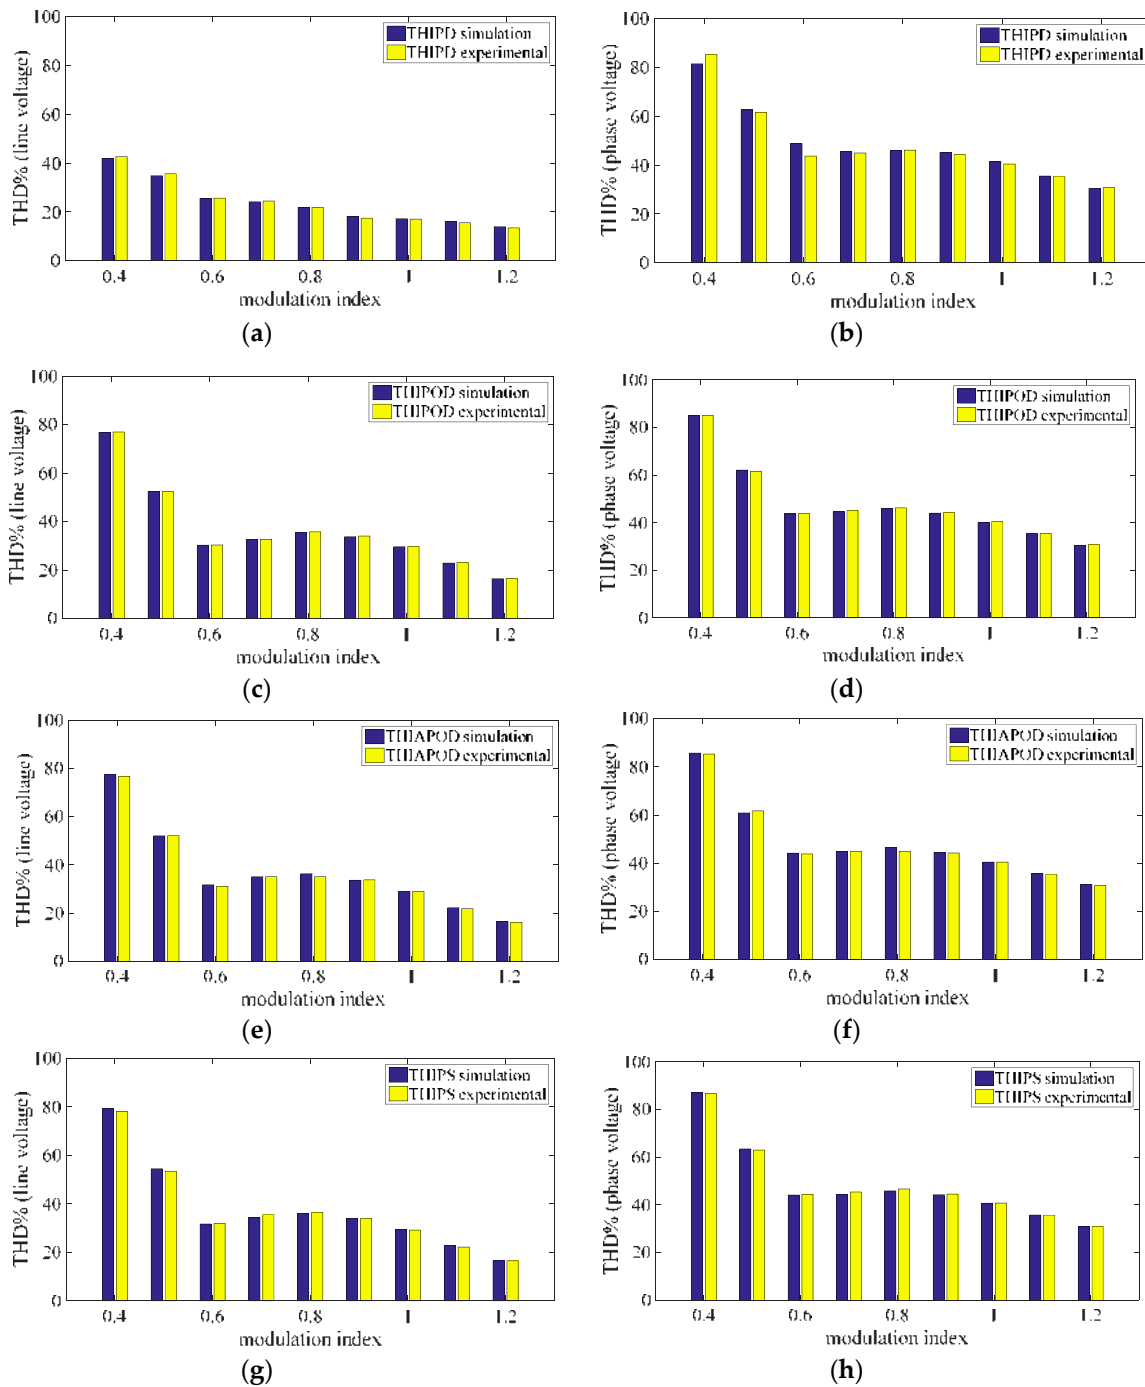 100
80
60
40
20
0
THD% (line voltage)
THIPD simulation
THIPD experimental
0.4
0.6
0.8
1
1.2
modulation index
(a)
100
80
60
40
20
0
THD% (phase voltage)
THIPD simulation
THIPD experimental
0.4
0.6
0.8
1
1.2
modulation index
(b)
100
80
60
40
20
0
THD% (line voltage)
THIPOD simulation
THIPOD experimental
0.4
0.6
0.8
1
1.2
modulation index
(c)
100
80
60
40
20
0
THD% (phase voltage)
THIPOD simulation
THIPOD experimental
0.4
0.6
0.8
1
1.2
modulation index
(d)
100
80
60
40
20
0
THD% (line voltage)
THIAPOD simulation
THIAPOD experimental
0.4
0.6
0.8
1
1.2
modulation index
(e)
100
80
60
40
20
0
THD% (phase voltage)
THIAPOD simulation
THIAPOD experimental
0.4
0.6
0.8
1
1.2
modulation index
(f)
100
80
60
40
20
0
THD% (line voltage)
THIPS simulation
THIPS experimental
0.4
0.6
0.8
1
1.2
modulation index
(g)
100
80
60
40
20
0
THD% (phase voltage)
THIPS simulation
THIPS experimental
0.4
0.6
0.8
1
1.2
modulation index
(h)